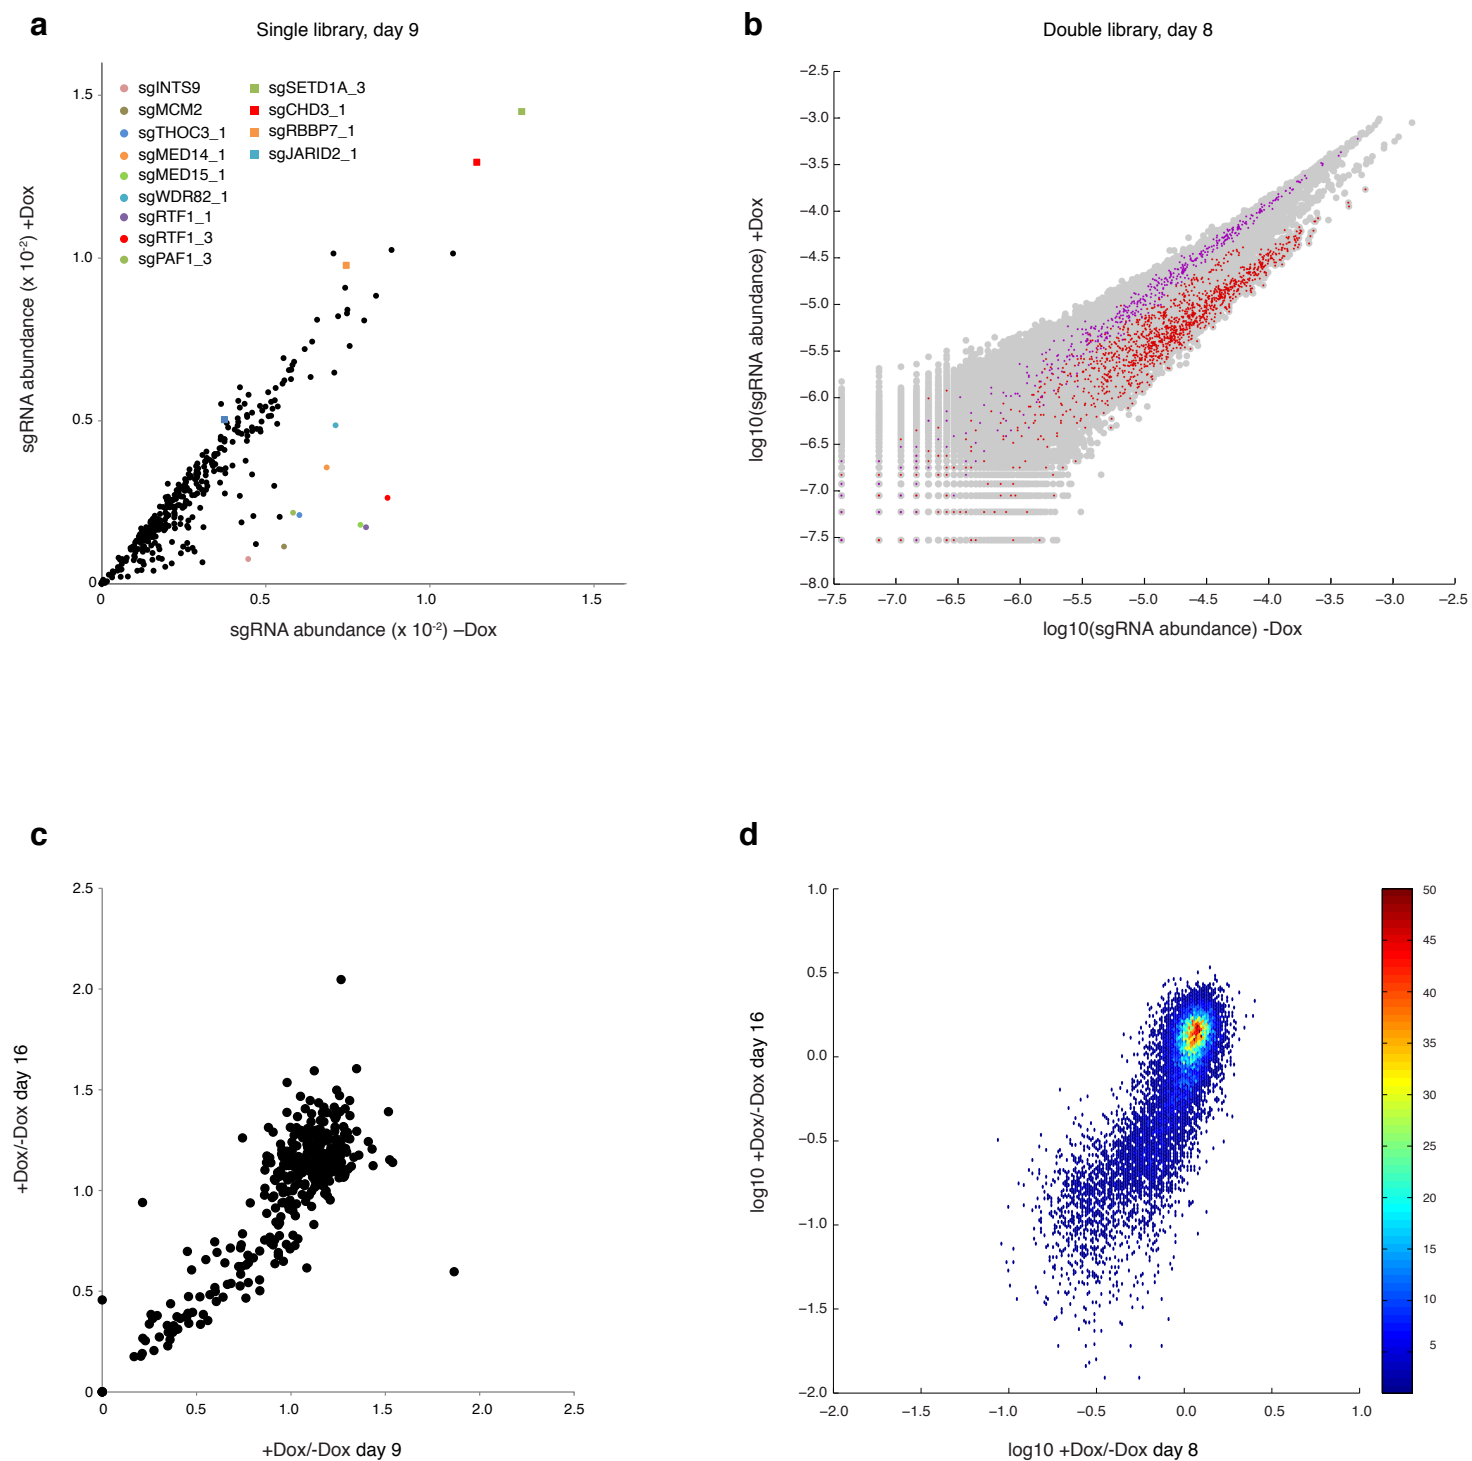 a
Single library, day 9
sgINTS9
sgMCM2
sgTHOC3_1
sgMED14_1
sgMED15_1
sgWDR82_1
sgRTF1_1
sgRTF1_3
sgPAF1_3
sgSETD1A_3
sgCHD3_1
sgRBBP7_1
sgJARID2_1
sgRNA abundance (x 10-2) +Dox
1.5
1.0
0.5
0
0
0.5
1.0
1.5
sgRNA abundance (x 10-2) –Dox
b
Double library, day 8
log10(sgRNA abundance) +Dox
−2.5
−3.0
−3.5
−4.0
−4.5
−5.0
−5.5
−6.0
−6.5
−7.0
−7.5
−8.0
−7.5
−7.0
−6.5
−6.0
−5.5
−5.0
−4.5
−4.0
−3.5
−3.0
−2.5
log10(sgRNA abundance) -Dox
c
+Dox/-Dox day 16
2.5
2.0
1.5
1.0
0.5
0
0
0.5
1.0
1.5
2.0
2.5
+Dox/-Dox day 9
d
log10 +Dox/-Dox day 16
1.0
0.5
0.0
−0.5
−1.0
−1.5
−2.0
−2.0
−1.5
−1.0
−0.5
0.0
0.5
1.0
log10 +Dox/-Dox day 8
50
45
40
35
30
25
20
15
10
5